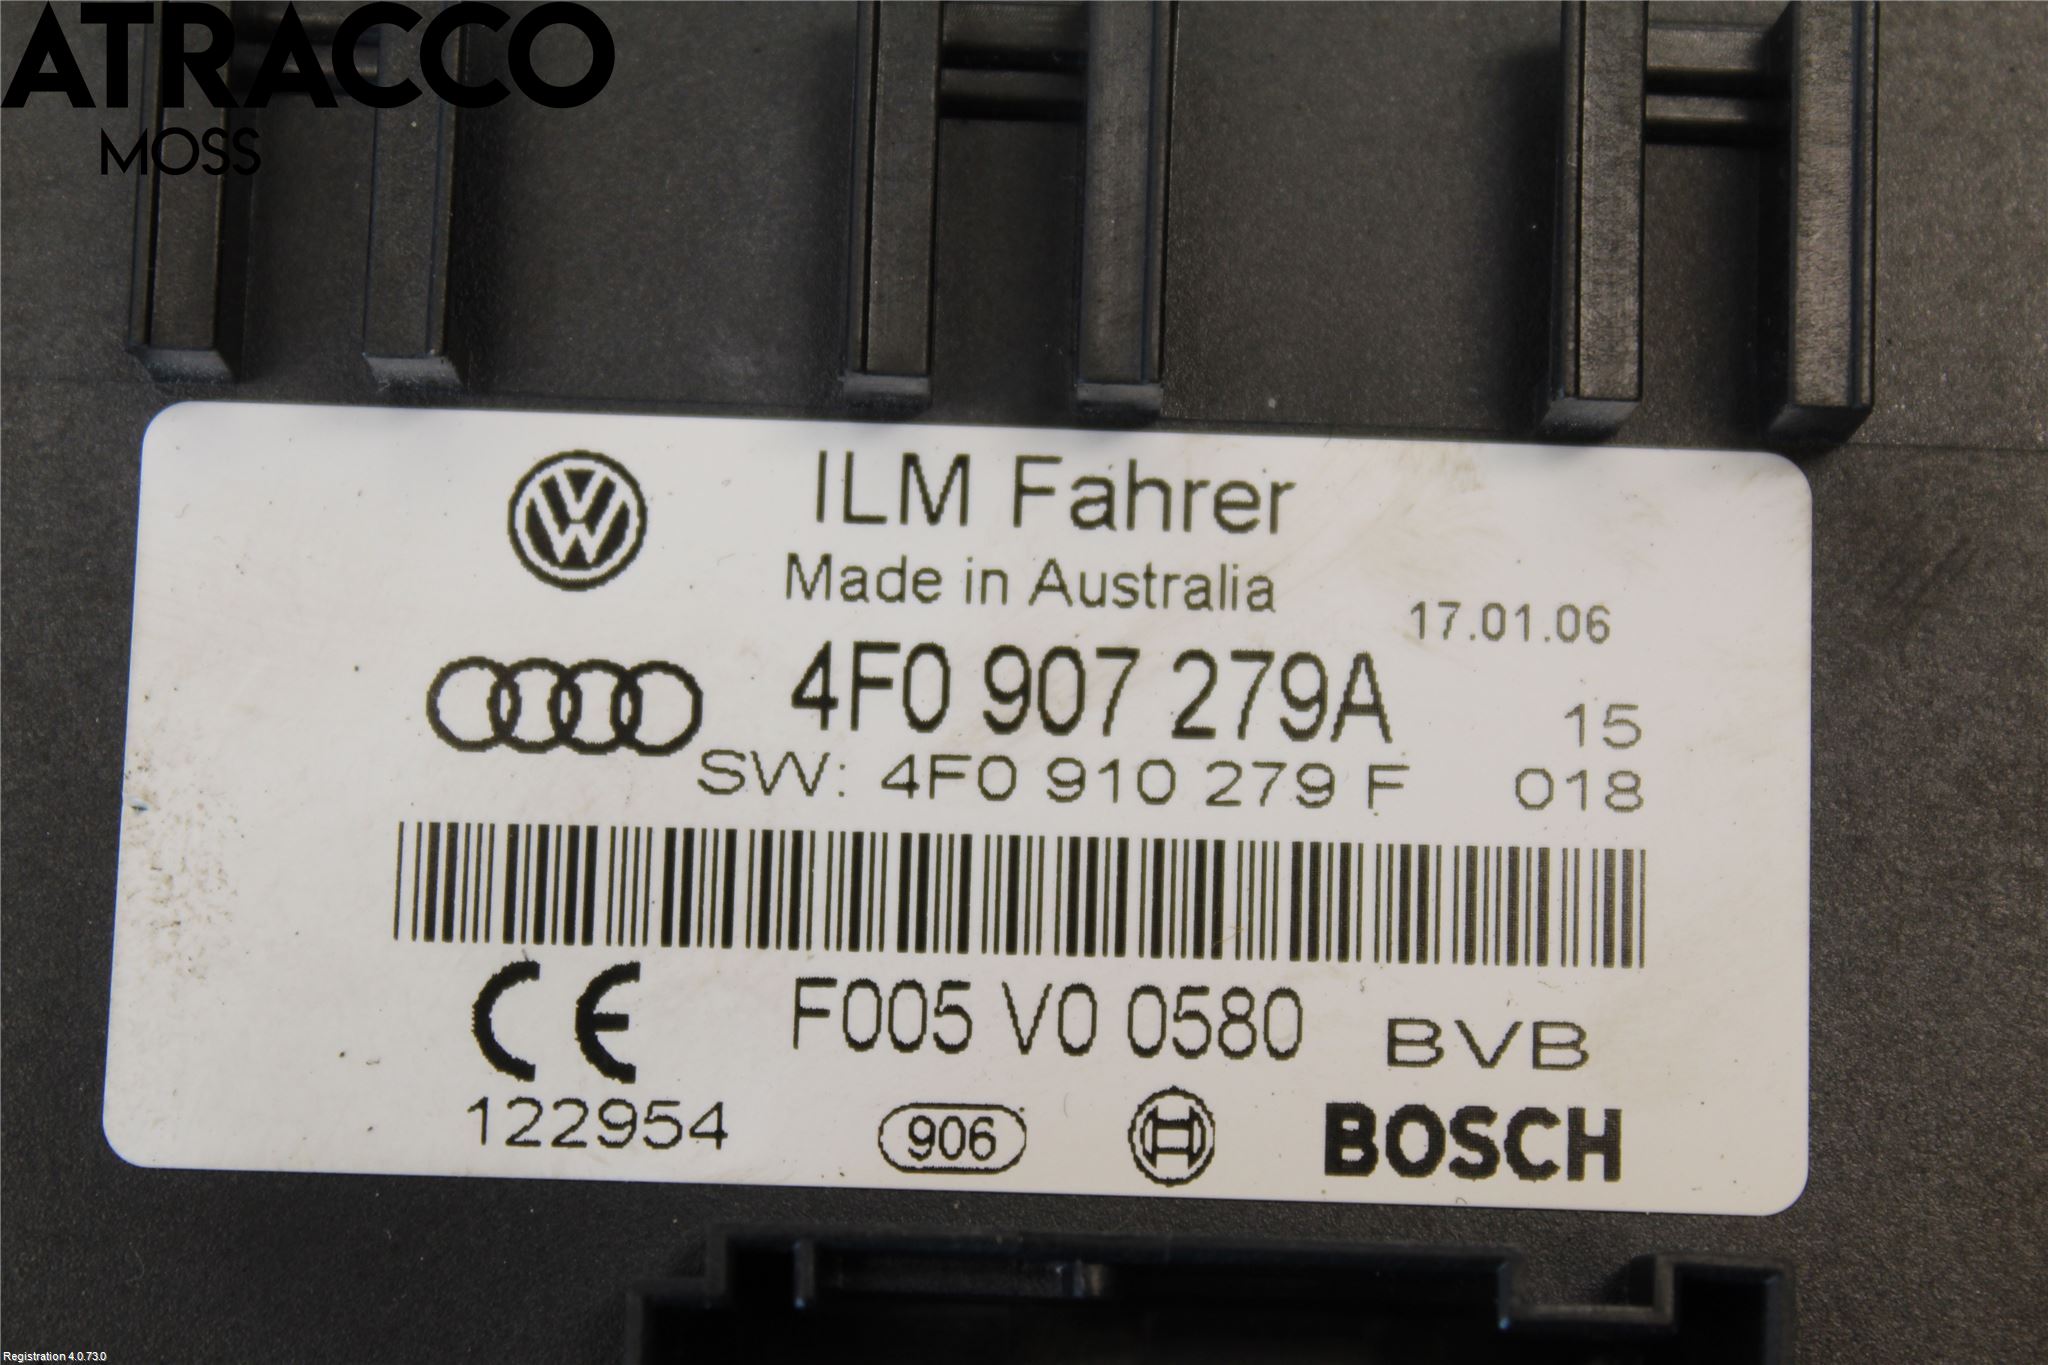 ATRACCO
MOSS
ILM Fahrer
Made in Australia
17.01.06
4F0 907 279A
15
SW: 4F0 910 279 F
018
F005 V0 0580
BVB
122954
906
BOSCH
Registration 4.0.73.0